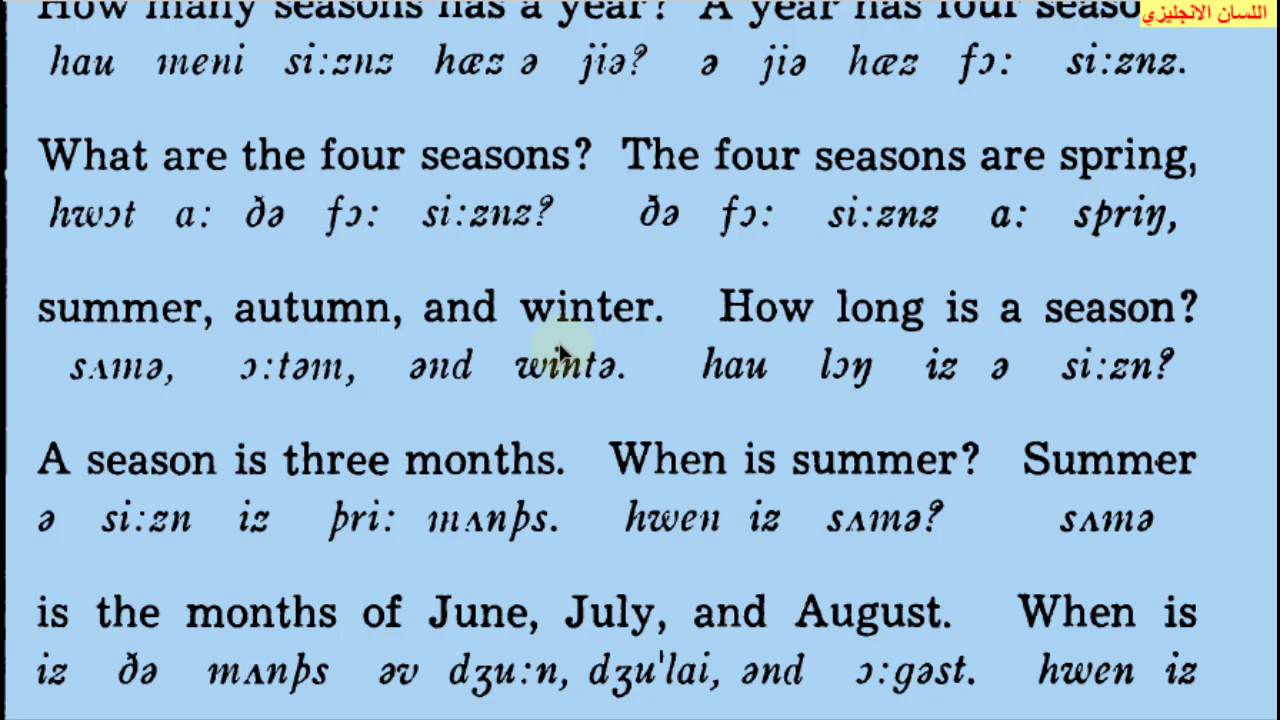 How many seasons has a year? A year has four seaso
اللسان الانجليزي
hau meni si:znz hæz ə jiə? ə jiə hæz fɔ: si:znz.
What are the four seasons? The four seasons are spring,
hwɔt a: ðə fɔ: si:znz? ðə fɔ: si:znz a: spriŋ,
summer, autumn, and winter. How long is a season?
sʌmə, ɔ:təm, ənd wintə. hau lɔŋ iz ə si:zn?
A season is three months. When is summer? Summer
ə si:zn iz þri: mʌnþs. hwen iz sʌmə? sʌmə
is the months of June, July, and August. When is
iz ðə mʌnþs əv dʒu:n, dʒu'lai, ənd ɔ:gəst. hwen iz